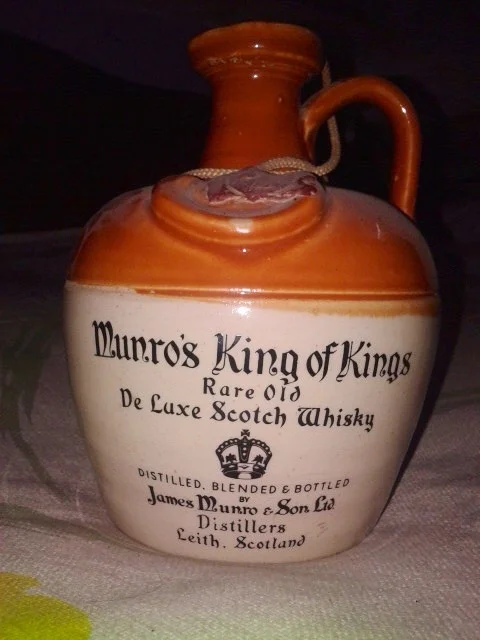 Munro's King of Kings
Rare Old
De Luxe Scotch Whisky
DISTILLED, BLENDED & BOTTLED
BY
James Munro & Son Ltd.
Distillers
Leith, Scotland